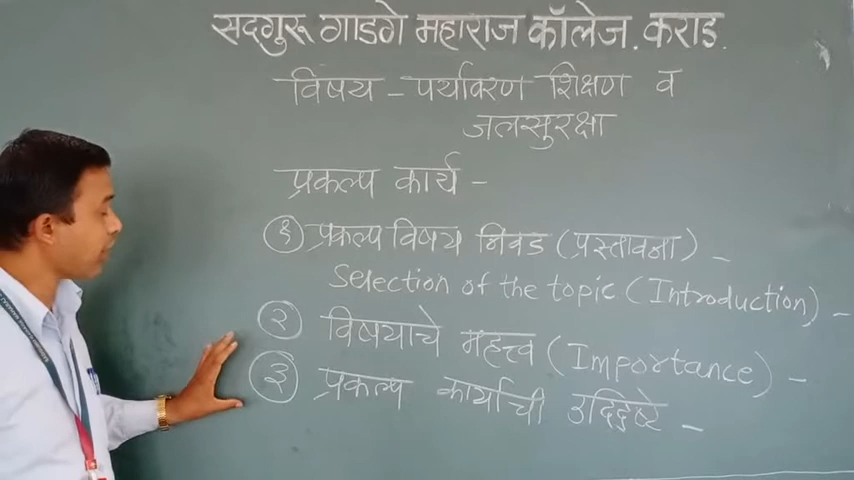 सदगुरू गाडगे महाराज कॉलेज. कराड.
विषय - पर्यावरण शिक्षण व
जलसुरक्षा
प्रकल्प कार्य -
१ प्रकल्प विषय निवड (प्रस्तावना) -
Selection of the topic (Introduction) -
२ विषयाचे महत्त्व (Importance) -
३ प्रकल्प कार्याची उद्दिष्टे -